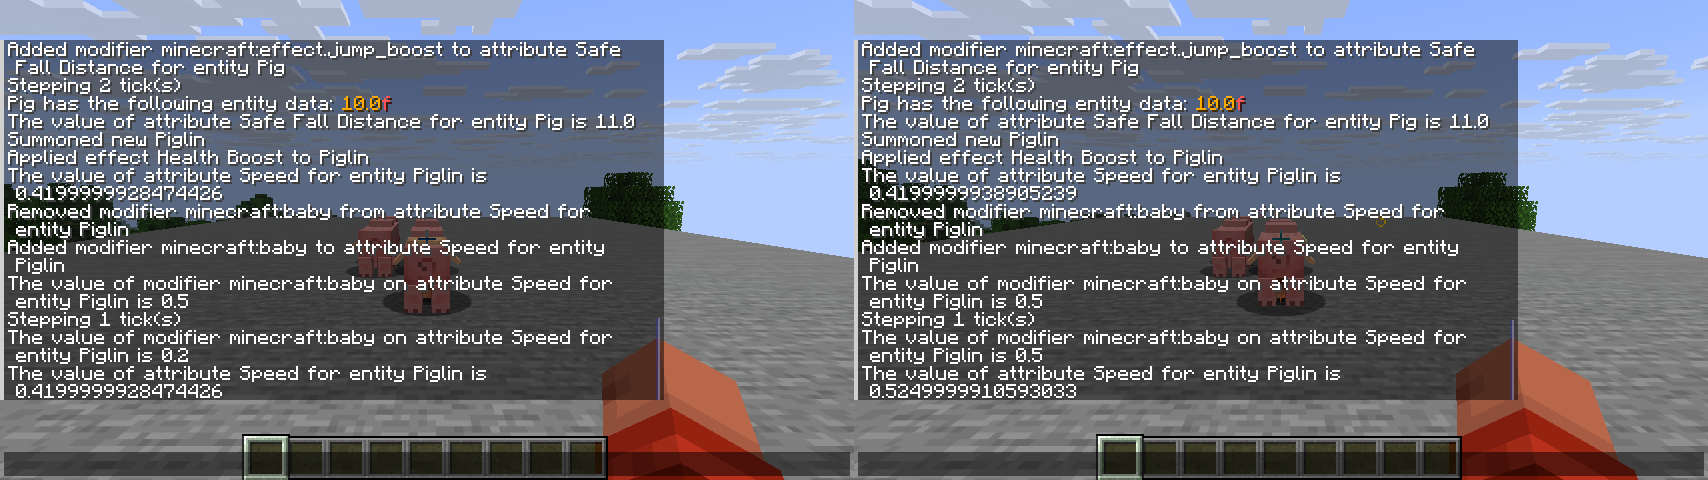 Added modifier minecraft:effect.jump_boost to attribute Safe
Fall Distance for entity Pig
Stepping 2 tick(s)
Pig has the following entity data: 10.0f
The value of attribute Safe Fall Distance for entity Pig is 11.0
Summoned new Piglin
Applied effect Health Boost to Piglin
The value of attribute Speed for entity Piglin is
0.4199999928474426
Removed modifier minecraft:baby from attribute Speed for
entity Piglin
Added modifier minecraft:baby to attribute Speed for entity
Piglin
The value of modifier minecraft:baby on attribute Speed for
entity Piglin is 0.5
Stepping 1 tick(s)
The value of modifier minecraft:baby on attribute Speed for
entity Piglin is 0.2
The value of attribute Speed for entity Piglin is
0.4199999928474426
Added modifier minecraft:effect.jump_boost to attribute Safe
Fall Distance for entity Pig
Stepping 2 tick(s)
Pig has the following entity data: 10.0f
The value of attribute Safe Fall Distance for entity Pig is 11.0
Summoned new Piglin
Applied effect Health Boost to Piglin
The value of attribute Speed for entity Piglin is
0.41999999938905239
Removed modifier minecraft:baby from attribute Speed for
entity Piglin
Added modifier minecraft:baby to attribute Speed for entity
Piglin
The value of modifier minecraft:baby on attribute Speed for
entity Piglin is 0.5
Stepping 1 tick(s)
The value of modifier minecraft:baby on attribute Speed for
entity Piglin is 0.5
The value of attribute Speed for entity Piglin is
0.5249999910593033